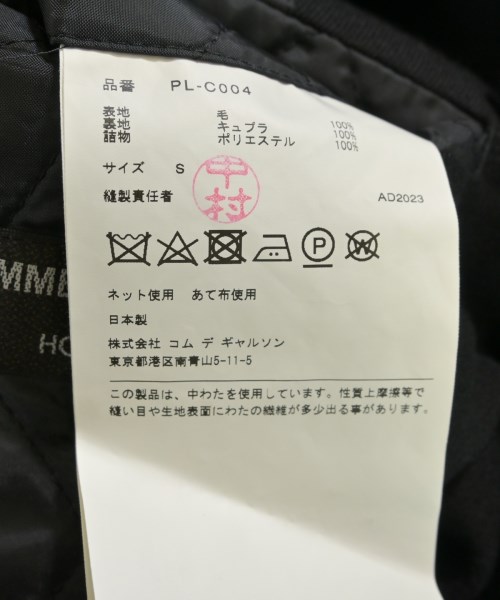 品番 PL-C004
表地 毛 100%
裏地 キュプラ 100%
詰物 ポリエステル 100%
サイズ S
中村
縫製責任者 AD2023
P W
ネット使用 あて布使用
日本製
株式会社 コム デ ギャルソン
東京都港区南青山5-11-5
この製品は、中わたを使用しています。性質上摩擦等で
縫い目や生地表面にわたの繊維が多少出る事があります。
MME
HO